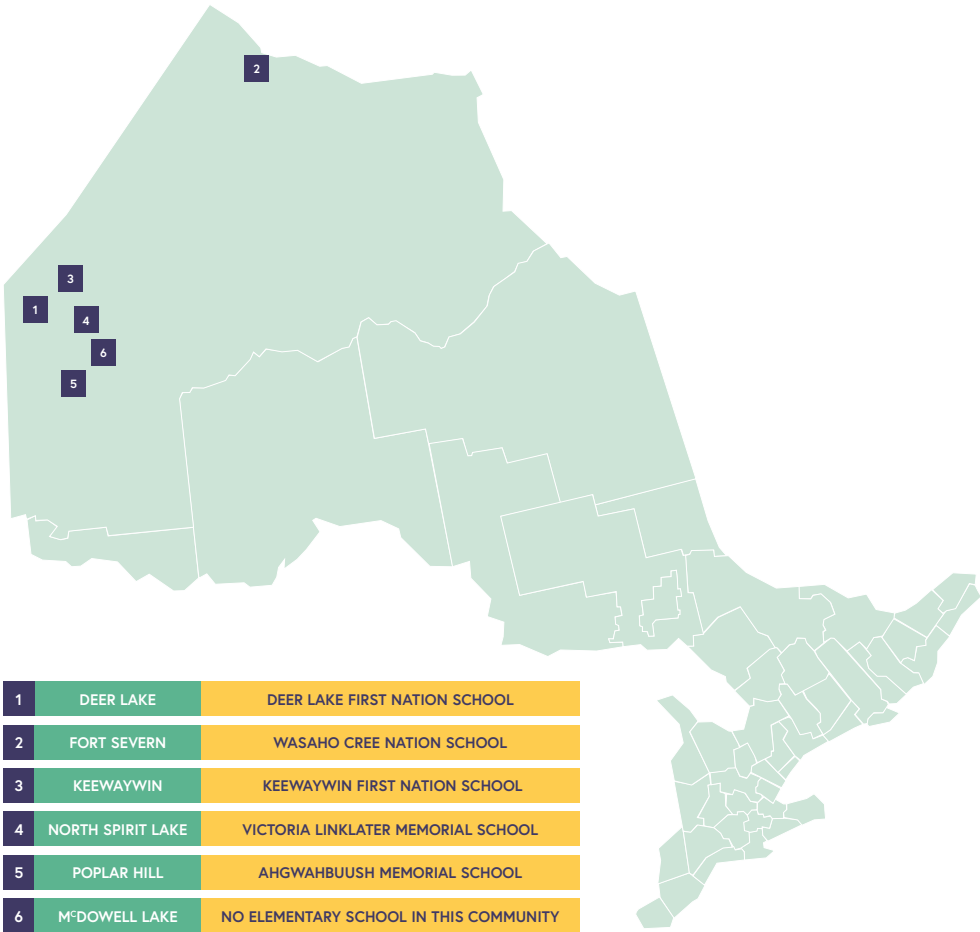 2
3
1
4
6
5
1 DEER LAKE DEER LAKE FIRST NATION SCHOOL
2 FORT SEVERN WASAHO CREE NATION SCHOOL
3 KEEWAYWIN KEEWAYWIN FIRST NATION SCHOOL
4 NORTH SPIRIT LAKE VICTORIA LINKLATER MEMORIAL SCHOOL
5 POPLAR HILL AHGWAHBUUSH MEMORIAL SCHOOL
6 MᶜDOWELL LAKE NO ELEMENTARY SCHOOL IN THIS COMMUNITY